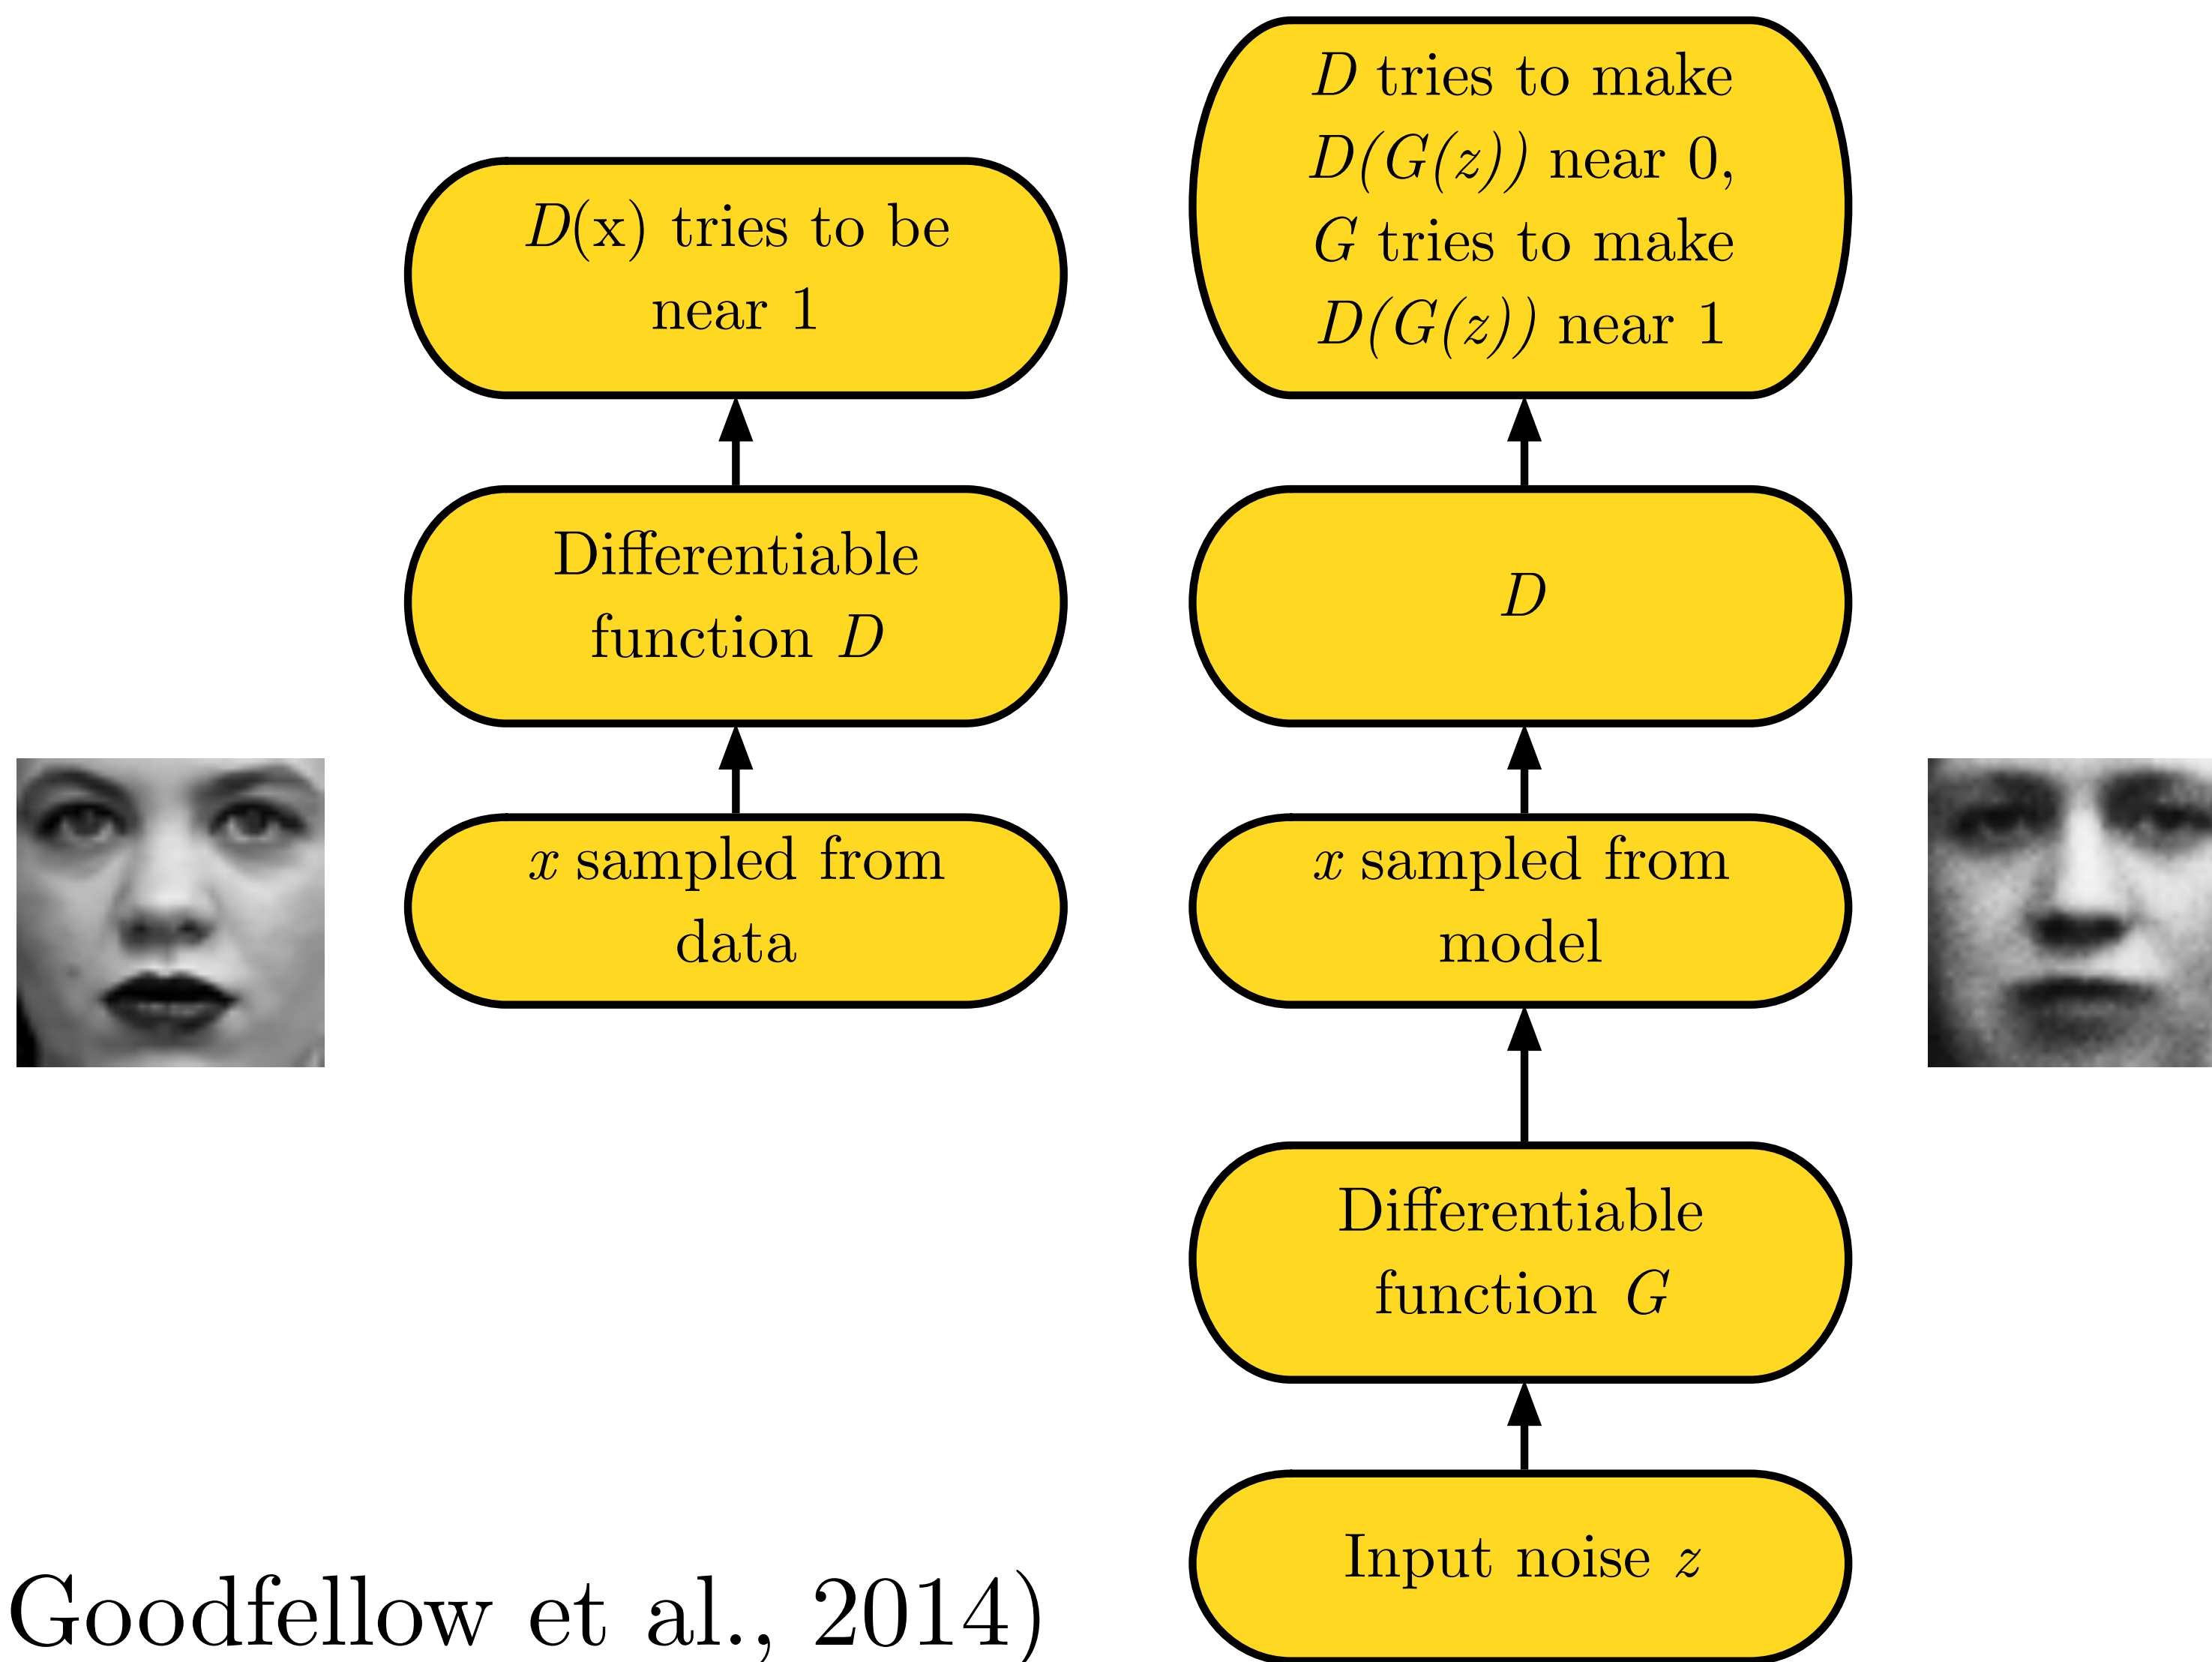 D(x) tries to be
near 1
Differentiable
function D
x sampled from
data
D tries to make
D(G(z)) near 0,
G tries to make
D(G(z)) near 1
D
x sampled from
model
Differentiable
function G
Input noise z
Goodfellow et al., 2014)